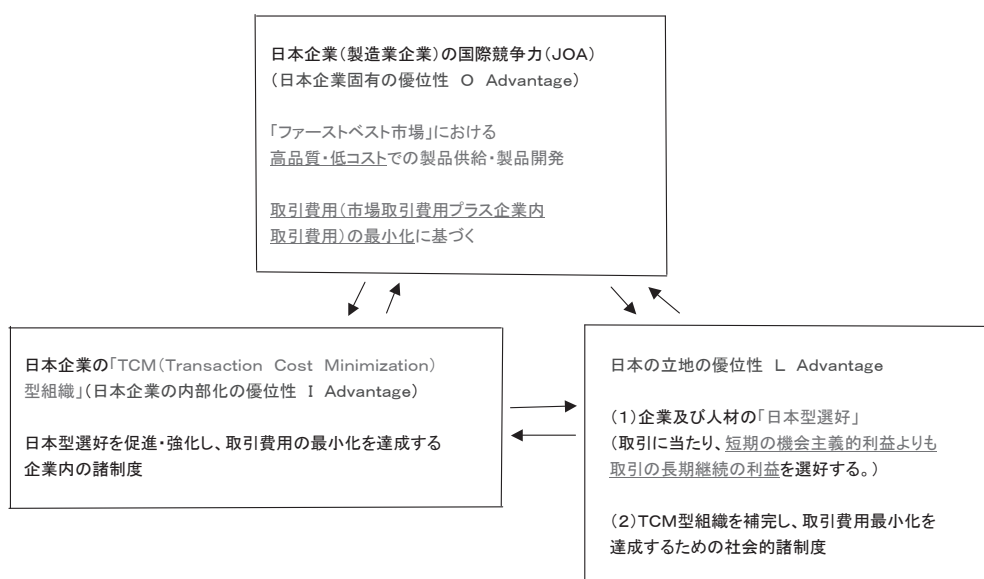 日本企業(製造業企業)の国際競争力(JOA)
(日本企業固有の優位性 O Advantage)
「ファーストベスト市場」における
高品質・低コストでの製品供給・製品開発
取引費用(市場取引費用プラス企業内
取引費用)の最小化に基づく
日本企業の「TCM(Transaction Cost Minimization)
型組織」(日本企業の内部化の優位性 I Advantage)
日本型選好を促進・強化し、取引費用の最小化を達成する
企業内の諸制度
日本の立地の優位性 L Advantage
(1)企業及び人材の「日本型選好」
(取引に当たり、短期の機会主義的利益よりも
取引の長期継続の利益を選好する。)
(2)TCM型組織を補完し、取引費用最小化を
達成するための社会的諸制度